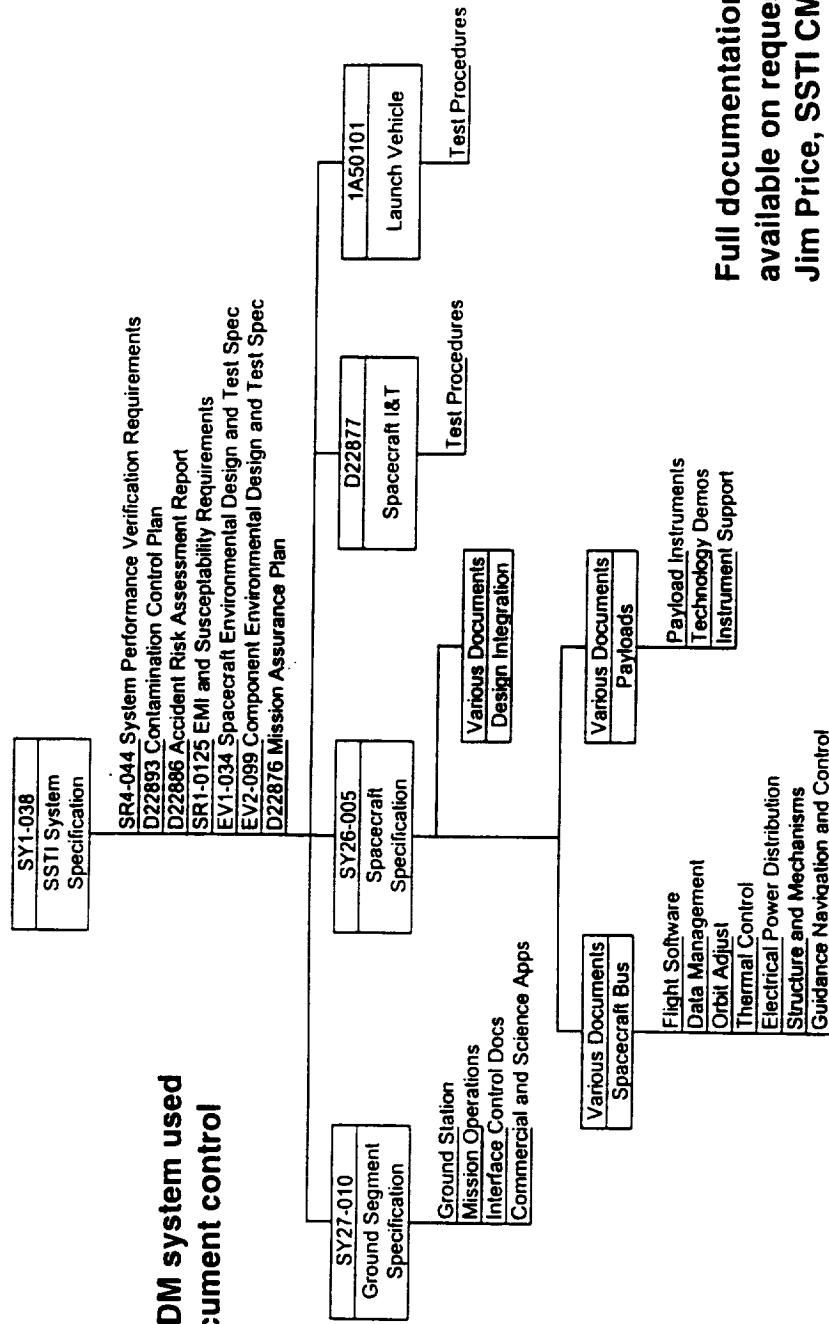 DM system used
cument control
SY1-038
SSTI System
Specification
SR4-044 System Performance Verification Requirements
D22893 Contamination Control Plan
D22886 Accident Risk Assessment Report
SR1-0125 EMI and Susceptability Requirements
EV1-034 Spacecraft Environmental Design and Test Spec
EV2-099 Component Environmental Design and Test Spec
D22876 Mission Assurance Plan
SY27-010
Ground Segment
Specification
Ground Station
Mission Operations
Interface Control Docs
Commercial and Science Apps
SY26-005
Spacecraft
Specification
D22877
Spacecraft I&T
Test Procedures
1A50101
Launch Vehicle
Test Procedures
Various Documents
Design Integration
Various Documents
Spacecraft Bus
Flight Software
Data Management
Orbit Adjust
Thermal Control
Electrical Power Distribution
Structure and Mechanisms
Guidance Navigation and Control
Various Documents
Payloads
Payload Instruments
Technology Demos
Instrument Support
Full documentation
available on reque
Jim Price, SSTI CM